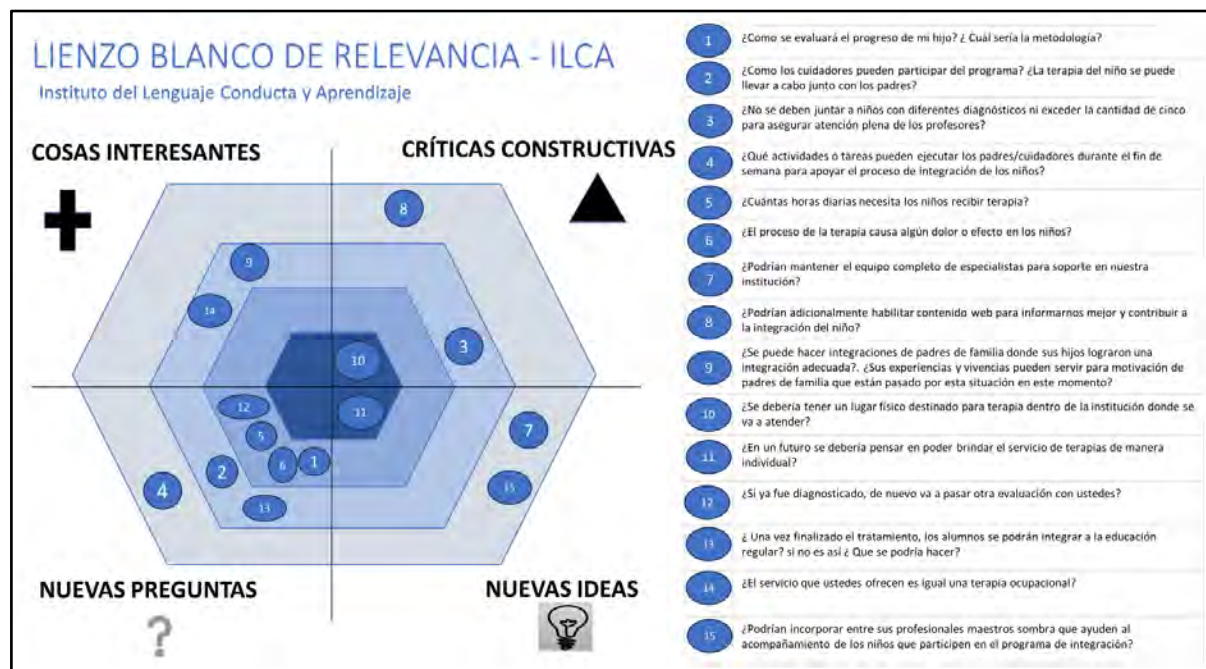 LIENZO BLANCO DE RELEVANCIA - ILCA
Instituto del Lenguaje Conducta y Aprendizaje
COSAS INTERESANTES
CRÍTICAS CONSTRUCTIVAS
8
9
14
3
10
12
11
5
7
6
1
2
4
15
13
NUEVAS PREGUNTAS
NUEVAS IDEAS
?
1
¿Como se evaluará el progreso de mi hijo? ¿ Cuál sería la metodología?
2
¿Como los cuidadores pueden participar del programa? ¿La terapia del niño se puede
llevar a cabo junto con los padres?
3
¿No se deben juntar a niños con diferentes diagnósticos ni exceder la cantidad de cinco
para asegurar atención plena de los profesores?
4
¿Qué actividades o tareas pueden ejecutar los padres/cuidadores durante el fin de
semana para apoyar el proceso de integración de los niños?
5
¿Cuántas horas diarias necesita los niños recibir terapia?
6
¿El proceso de la terapia causa algún dolor o efecto en los niños?
7
¿Podrían mantener el equipo completo de especialistas para soporte en nuestra
institución?
8
¿Podrían adicionalmente habilitar contenido web para informarnos mejor y contribuir a
la integración del niño?
9
¿Se puede hacer integraciones de padres de familia donde sus hijos lograron una
integración adecuada?. ¿Sus experiencias y vivencias pueden servir para motivación de
padres de familia que están pasado por esta situación en este momento?
10
¿Se debería tener un lugar físico destinado para terapia dentro de la institución donde se
va a atender?
11
¿En un futuro se debería pensar en poder brindar el servicio de terapias de manera
individual?
12
¿Si ya fue diagnosticado, de nuevo va a pasar otra evaluación con ustedes?
13
¿ Una vez finalizado el tratamiento, los alumnos se podrán integrar a la educación
regular? si no es así ¿ Que se podría hacer?
14
¿El servicio que ustedes ofrecen es igual una terapia ocupacional?
15
¿Podrían incorporar entre sus profesionales maestros sombra que ayuden al
acompañamiento de los niños que participen en el programa de integración?